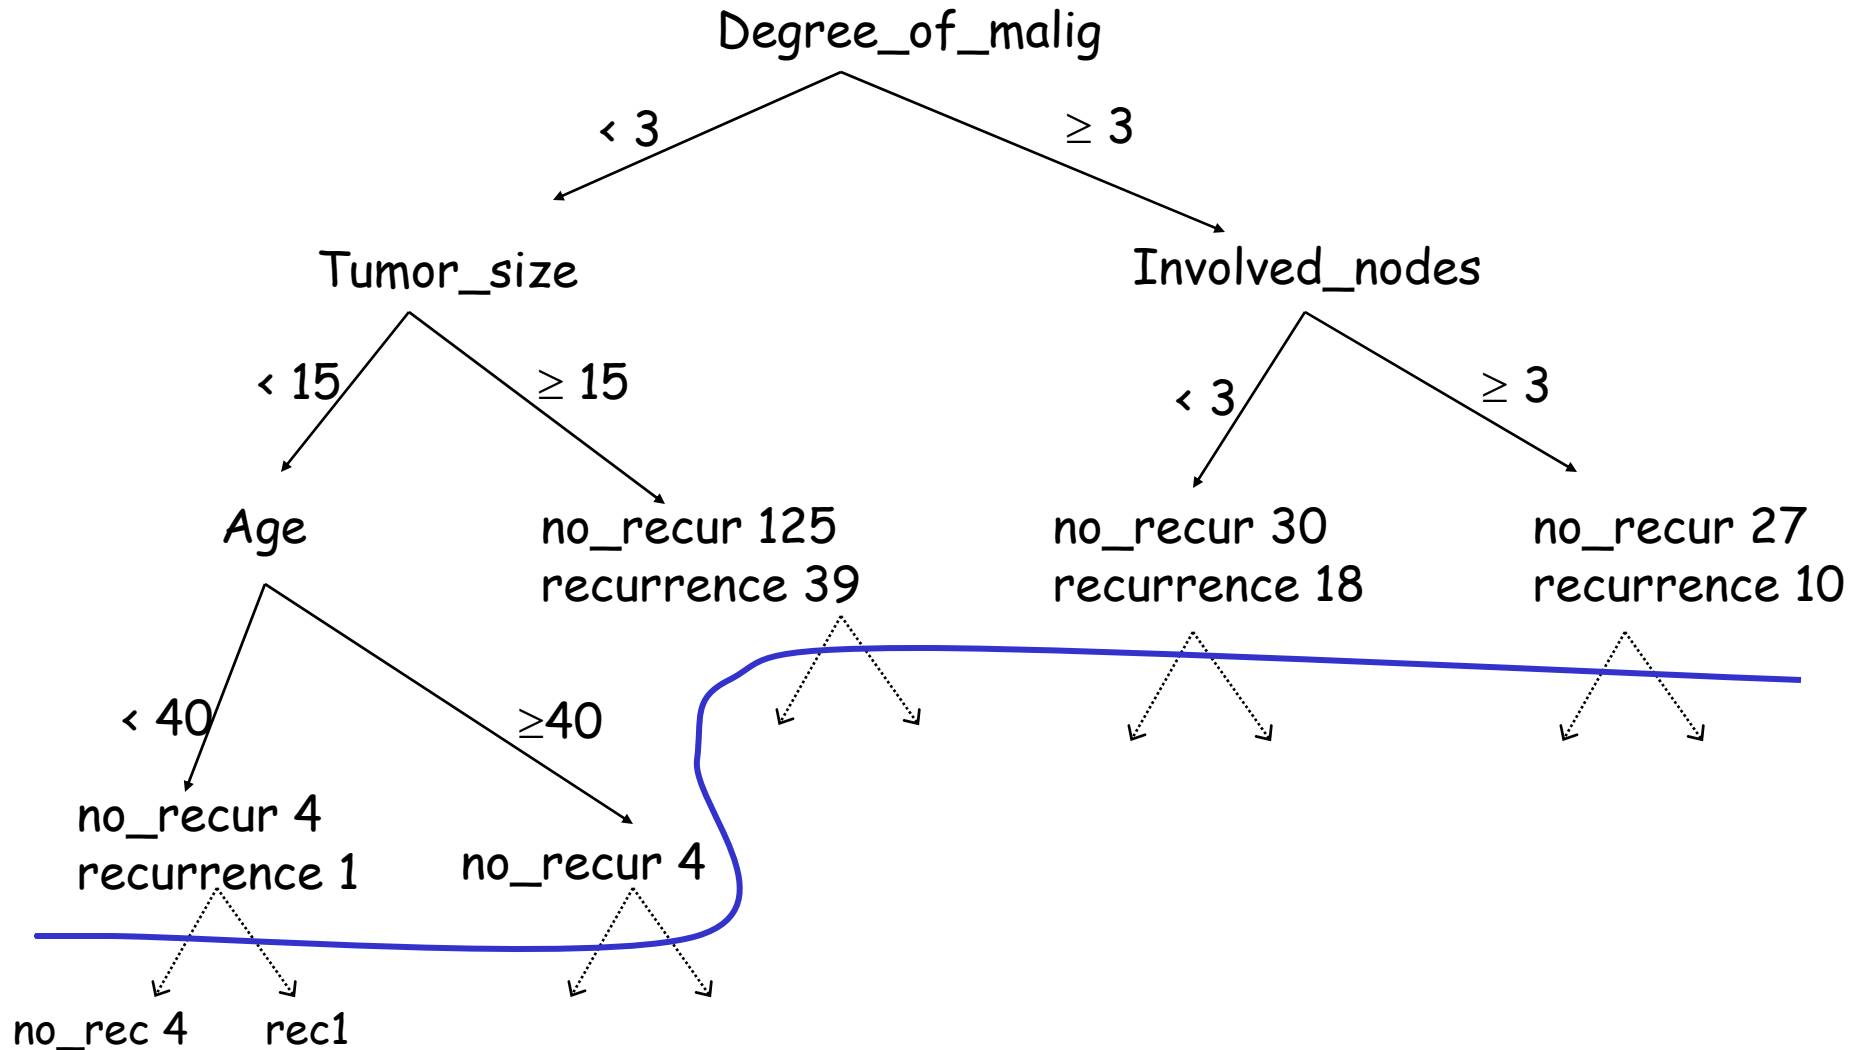 Degree_of_malig
< 3
≥ 3
Tumor_size
Involved_nodes
< 15
≥ 15
< 3
≥ 3
Age
no_recur 125
recurrence 39
no_recur 30
recurrence 18
no_recur 27
recurrence 10
< 40
≥40
no_recur 4
recurrence 1
no_recur 4
no_rec 4
rec1